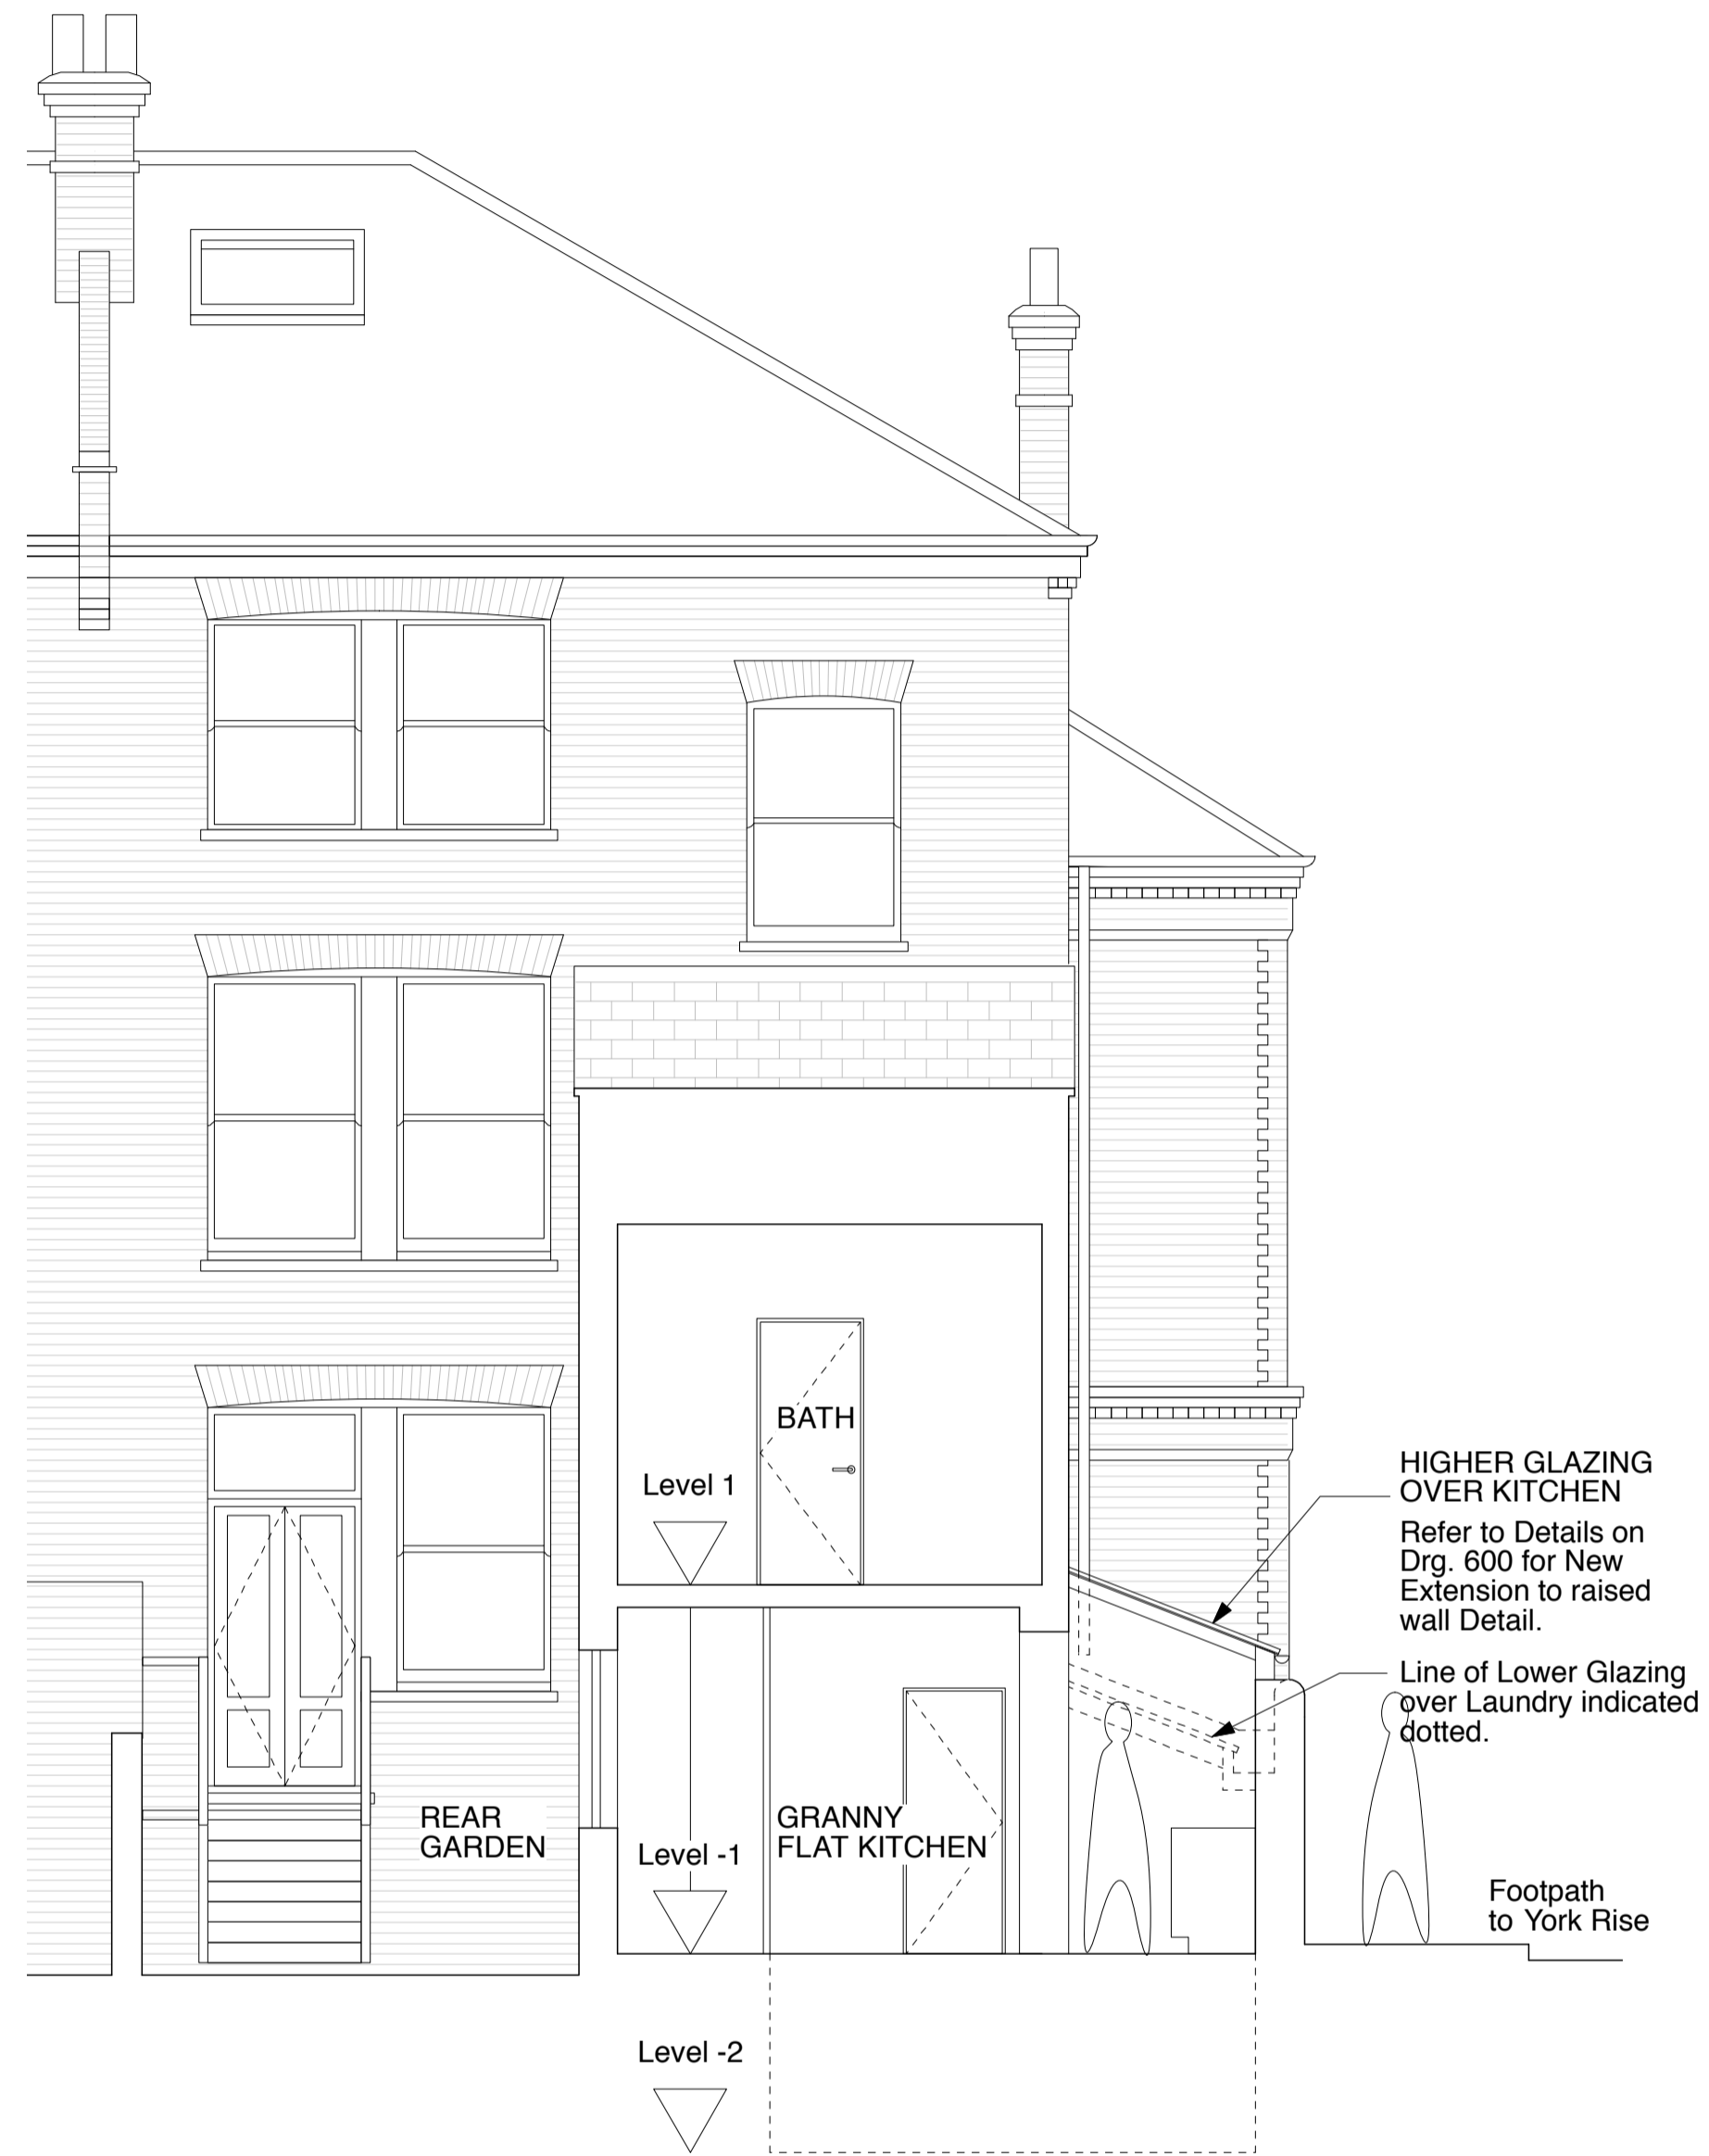 BATH
Level 1
HIGHER GLAZING
OVER KITCHEN
Refer to Details on
Drg. 600 for New
Extension to raised
wall Detail.
Line of Lower Glazing
over Laundry indicated
dotted.
REAR
GARDEN
GRANNY
FLAT KITCHEN
Level -1
Footpath
to York Rise
Level -2